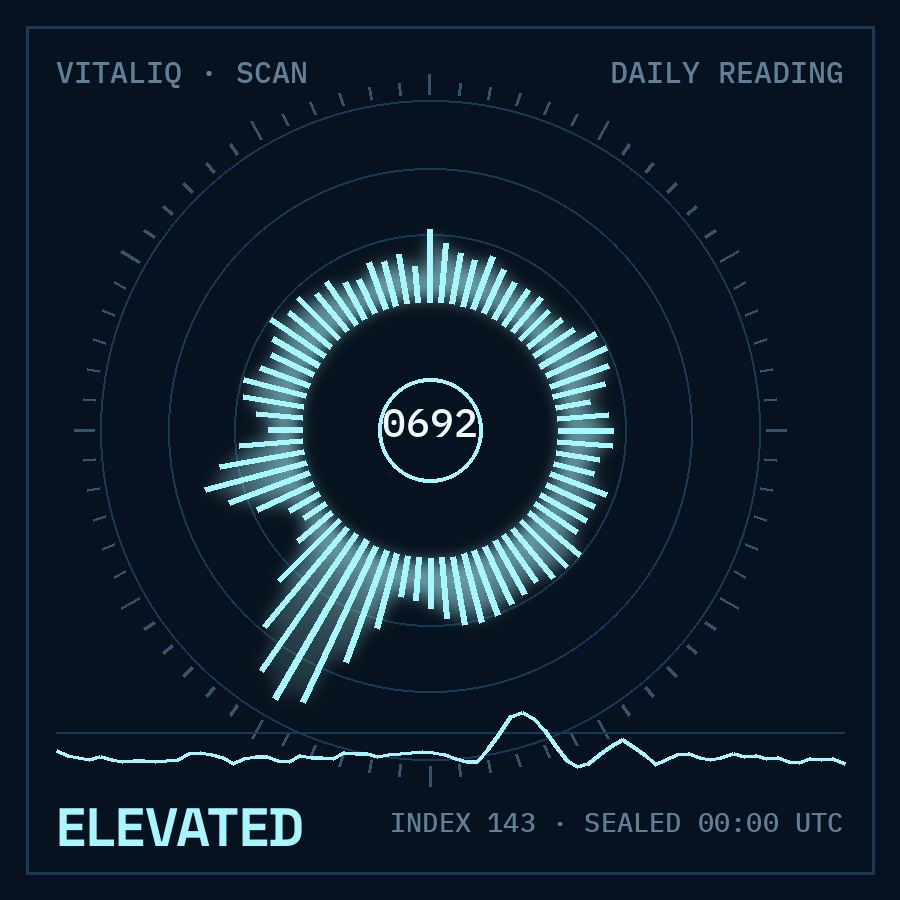 VITALIQ · SCAN
DAILY READING
0692
ELEVATED
INDEX 143 · SEALED 00:00 UTC